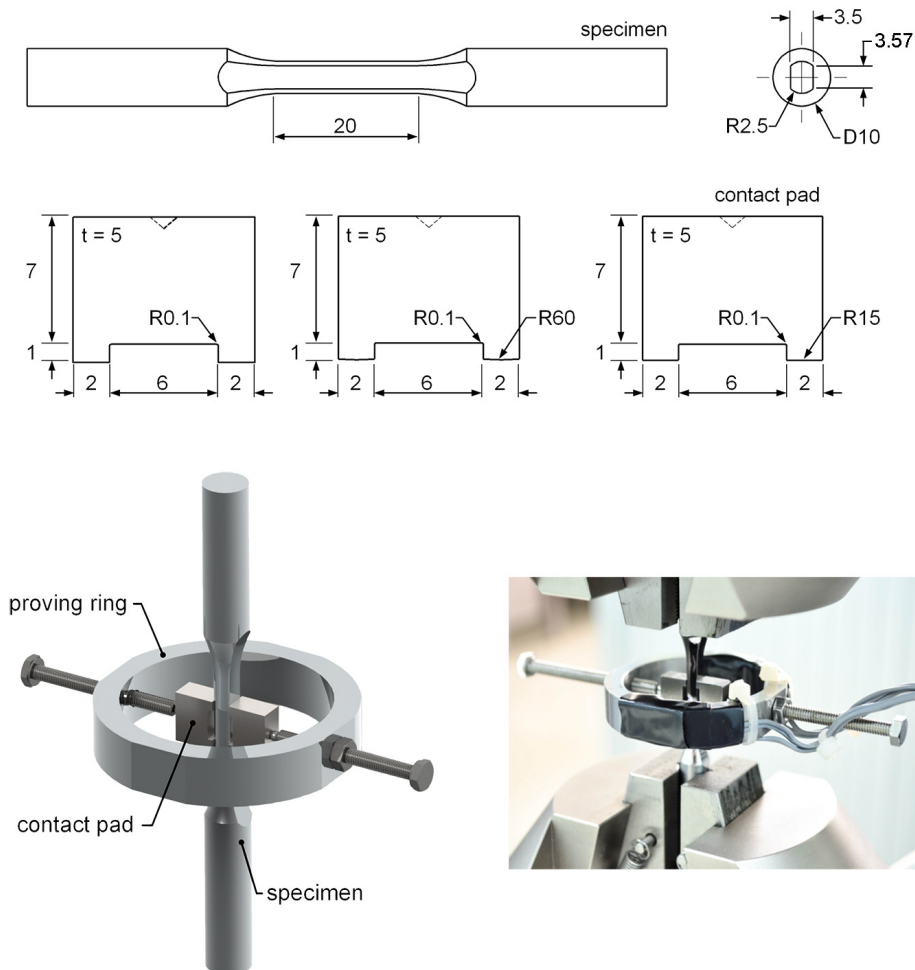 specimen
3.5
3.57
20
R2.5
D10
contact pad
t = 5
t = 5
t = 5
7
7
7
R0.1
R0.1
R60
R0.1
R15
1
1
1
2
6
2
2
6
2
2
6
2
proving ring
contact pad
specimen